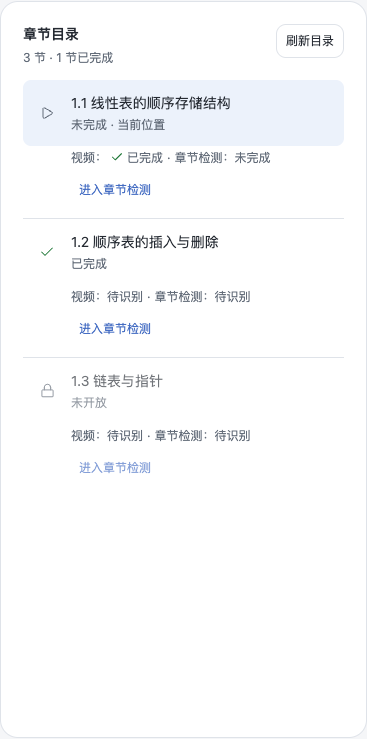 章节目录
刷新目录
3 节 · 1 节已完成
1.1 线性表的顺序存储结构
未完成 · 当前位置
视频： 已完成 · 章节检测：未完成
进入章节检测
1.2 顺序表的插入与删除
已完成
视频：待识别 · 章节检测：待识别
进入章节检测
1.3 链表与指针
未开放
视频：待识别 · 章节检测：待识别
进入章节检测